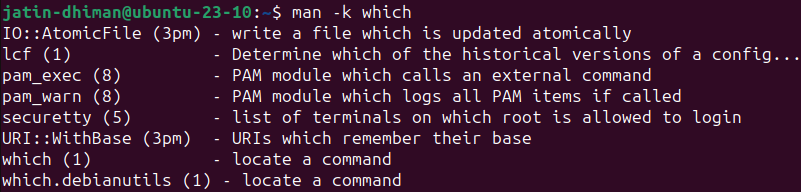 jatin-dhiman@ubuntu-23-10:~$ man -k which
IO::AtomicFile (3pm) - write a file which is updated atomically
lcf (1)              - Determine which of the historical versions of a config...
pam_exec (8)         - PAM module which calls an external command
pam_warn (8)         - PAM module which logs all PAM items if called
securetty (5)        - list of terminals on which root is allowed to login
URI::WithBase (3pm)  - URIs which remember their base
which (1)            - locate a command
which.debianutils (1) - locate a command